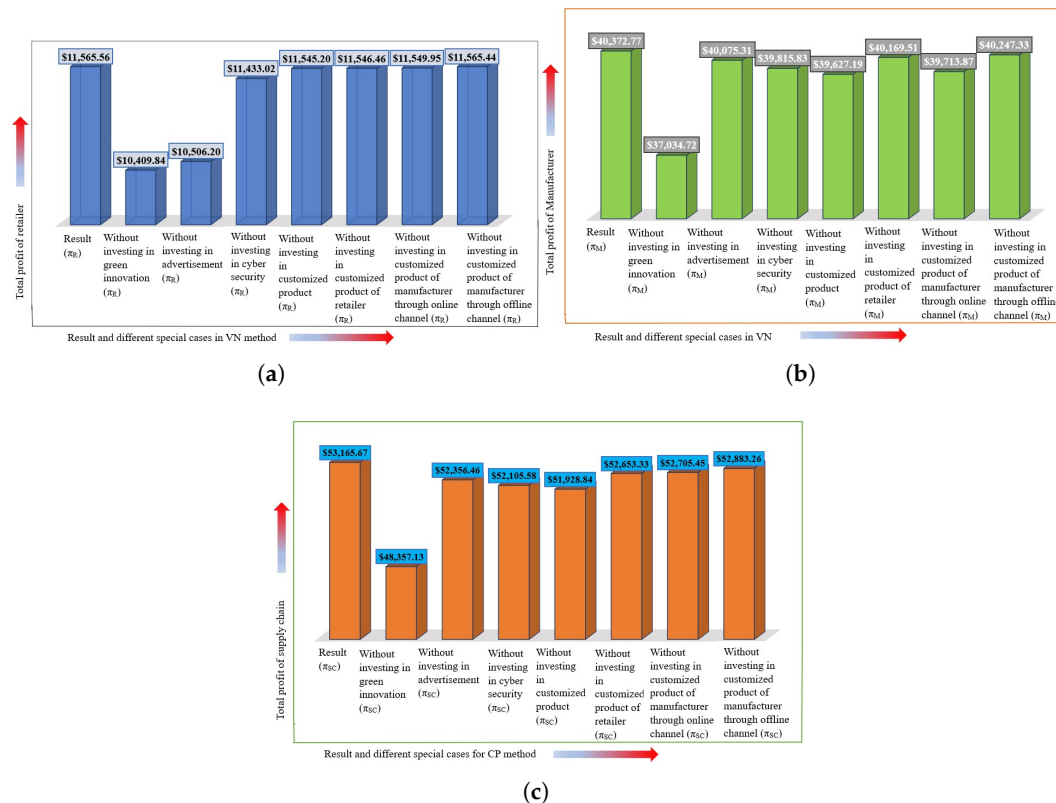 $11,565.56
$10,409.84
$10,506.20
$11,433.02
$11,545.20
$11,546.46
$11,549.95
$11,565.44
Total profit of retailer
Result
(πR)
Without
investing in
green
innovation
(πR)
Without
investing in
advertisement
(πR)
Without
investing
in cyber
security
(πR)
Without
investing
in
customized
product
(πR)
Without
investing
in
customized
product of
retailer
(πR)
Without
investing in
customized
product of
manufacturer
through online
channel (πR)
Without
investing in
customized
product of
manufacturer
through offline
channel (πR)
Result and different special cases in VN method
(a)
$40,372.77
$37,034.72
$40,075.31
$39,815.83
$39,627.19
$40,169.51
$39,713.87
$40,247.33
Total profit of Manufacturer
Result
(πM)
Without
investing in
green
innovation
(πM)
Without
investing in
advertisement
(πM)
Without
investing
in cyber
security
(πM)
Without
investing
in
customized
product
(πM)
Without
investing
in
customized
product of
retailer
(πM)
Without
investing in
customized
product of
manufacturer
through online
channel (πM)
Without
investing in
customized
product of
manufacturer
through offline
channel (πM)
Result and different special cases in VN
(b)
$53,165.67
$48,357.13
$52,356.46
$52,105.58
$51,928.84
$52,653.33
$52,705.45
$52,883.26
Total profit of supply chain
Result
(πSC)
Without
investing in
green
innovation
(πSC)
Without
investing in
advertisement
(πSC)
Without
investing
in cyber
security
(πSC)
Without
investing
in
customized
product
(πSC)
Without
investing
in
customized
product of
retailer
(πSC)
Without investing
in customized
product of
manufacturer
through online
channel (πSC)
Without investing
in customized
product of
manufacturer
through offline
channel (πSC)
Result and different special cases for CP method
(c)